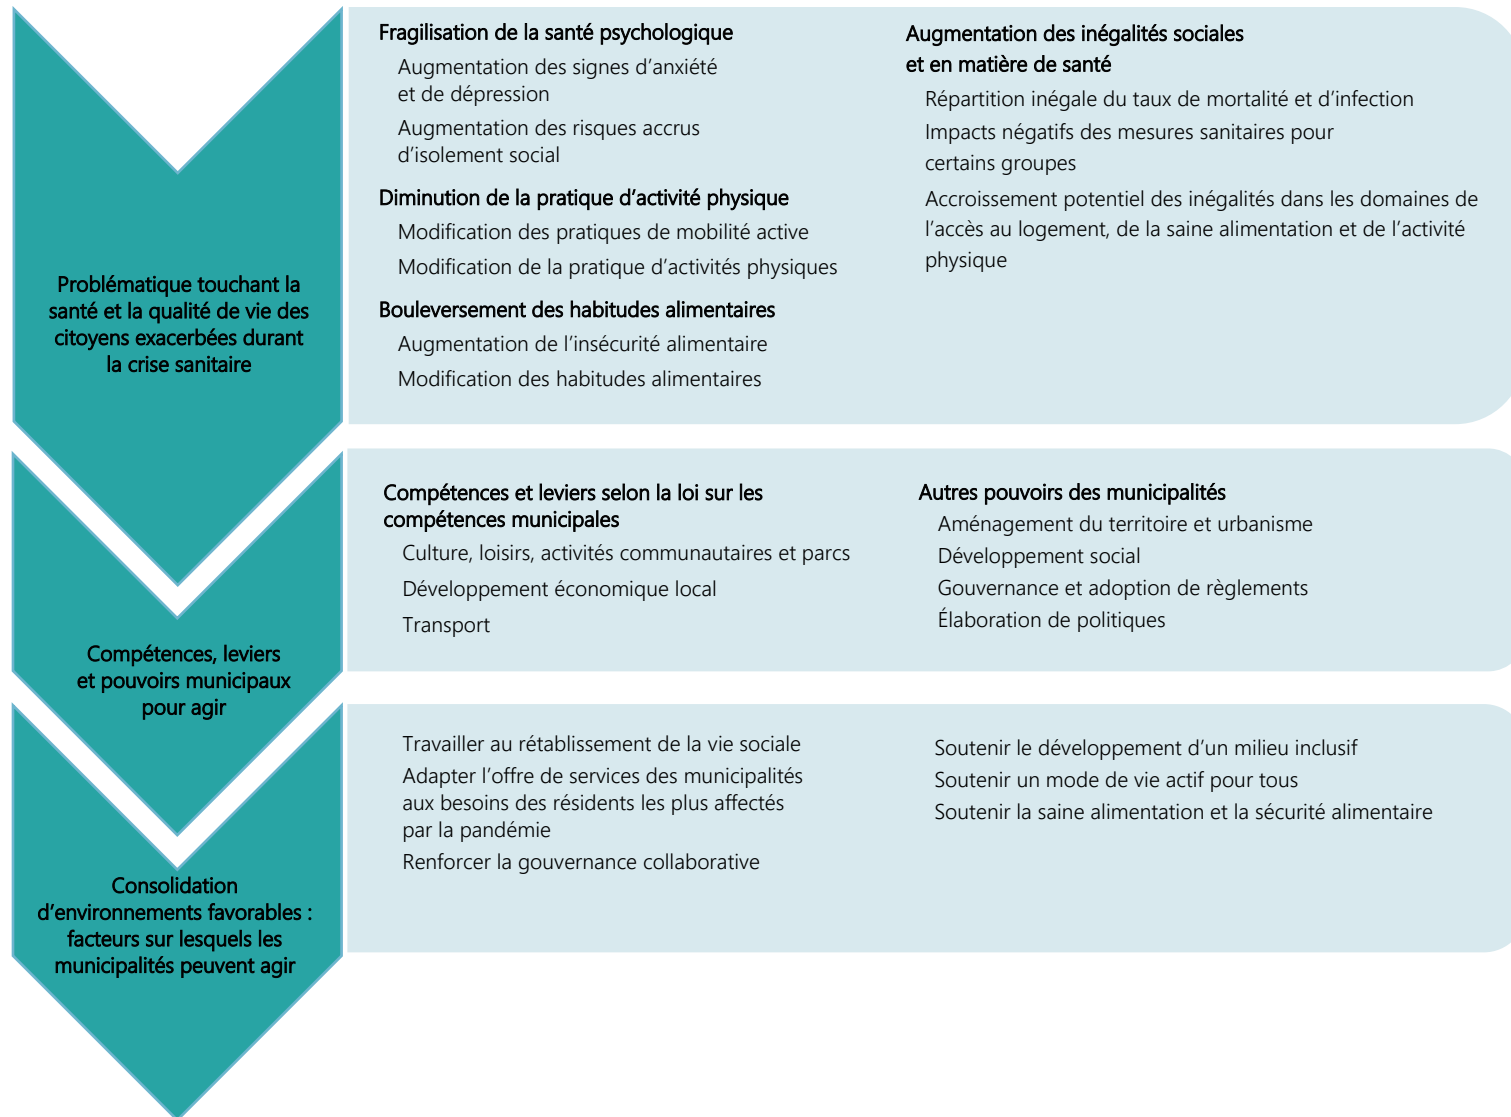 Problématique touchant la
santé et la qualité de vie des
citoyens exacerbées durant
la crise sanitaire
Fragilisation de la santé psychologique
Augmentation des signes d’anxiété
et de dépression
Augmentation des risques accrus
d’isolement social
Diminution de la pratique d’activité physique
Modification des pratiques de mobilité active
Modification de la pratique d’activités physiques
Bouleversement des habitudes alimentaires
Augmentation de l’insécurité alimentaire
Modification des habitudes alimentaires
Augmentation des inégalités sociales
et en matière de santé
Répartition inégale du taux de mortalité et d’infection
Impacts négatifs des mesures sanitaires pour
certains groupes
Accroissement potentiel des inégalités dans les domaines de
l’accès au logement, de la saine alimentation et de l’activité
physique
Compétences, leviers
et pouvoirs municipaux
pour agir
Compétences et leviers selon la loi sur les
compétences municipales
Culture, loisirs, activités communautaires et parcs
Développement économique local
Transport
Autres pouvoirs des municipalités
Aménagement du territoire et urbanisme
Développement social
Gouvernance et adoption de règlements
Élaboration de politiques
Consolidation
d’environnements favorables :
facteurs sur lesquels les
municipalités peuvent agir
Travailler au rétablissement de la vie sociale
Adapter l’offre de services des municipalités
aux besoins des résidents les plus affectés
par la pandémie
Renforcer la gouvernance collaborative
Soutenir le développement d’un milieu inclusif
Soutenir un mode de vie actif pour tous
Soutenir la saine alimentation et la sécurité alimentaire